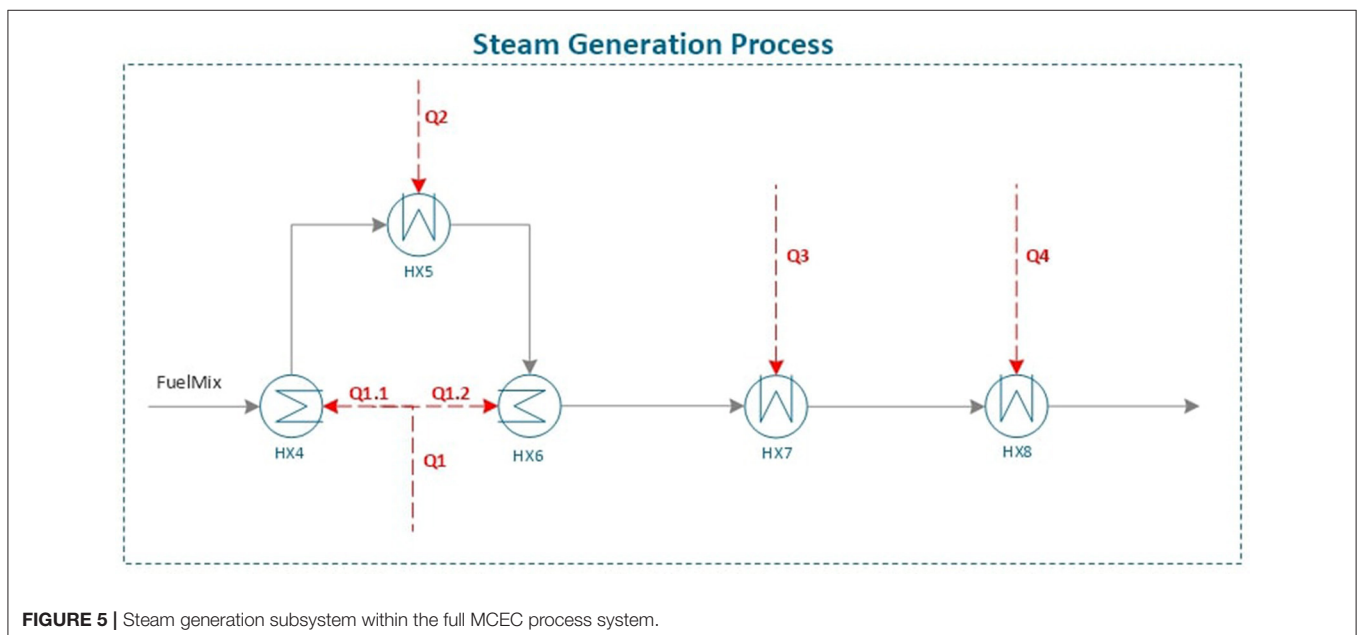 Steam Generation Process
Q2
HX5
Q3
Q4
FuelMix
Q1.1
Q1.2
HX4
Q1
HX6
HX7
HX8
FIGURE 5 | Steam generation subsystem within the full MCEC process system.